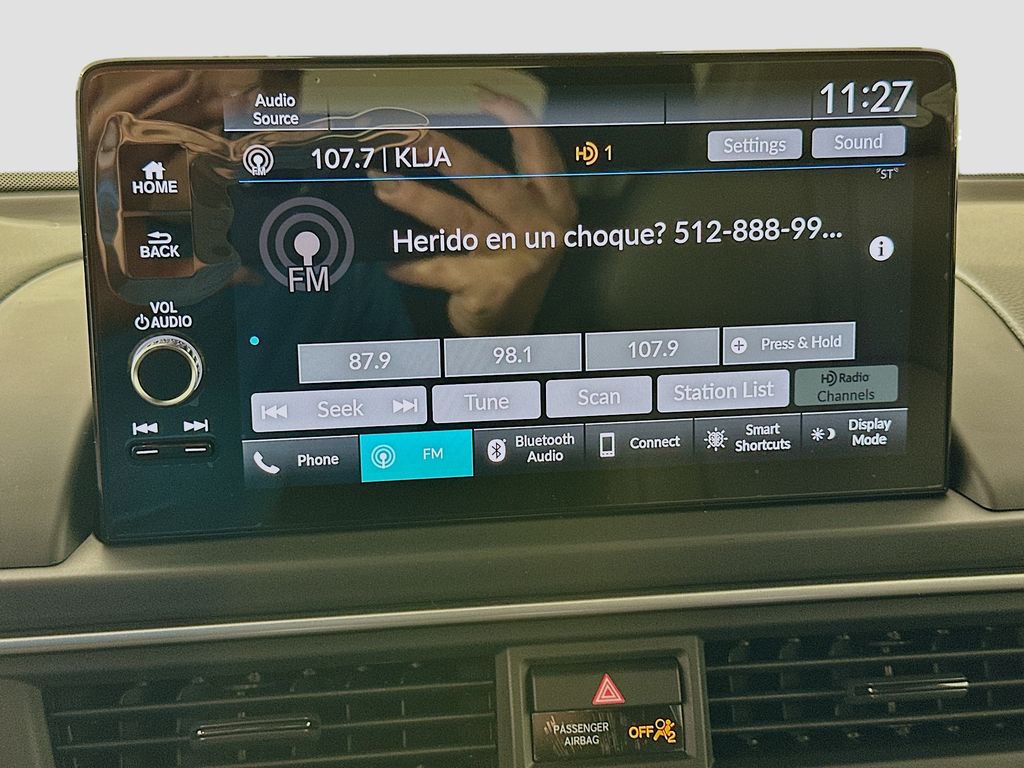 Audio
Source
11:27
FM
107.7 | KLJA
HD 1
Settings
Sound
"ST"
HOME
BACK
FM
Herido en un choque? 512-888-99...
i
VOL
AUDIO
87.9
98.1
107.9
Press & Hold
Seek
Tune
Scan
Station List
HD Radio
Channels
Phone
FM
Bluetooth
Audio
Connect
Smart
Shortcuts
Display
Mode
PASSENGER
AIRBAG
OFF
2